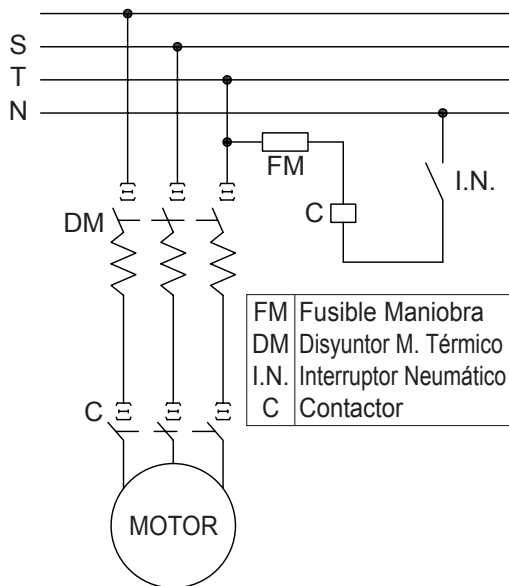 S
T
N
FM
I.N.
DM
C
FM Fusible Maniobra
DM Disyuntor M. Térmico
I.N. Interruptor Neumático
C Contactor
C
MOTOR